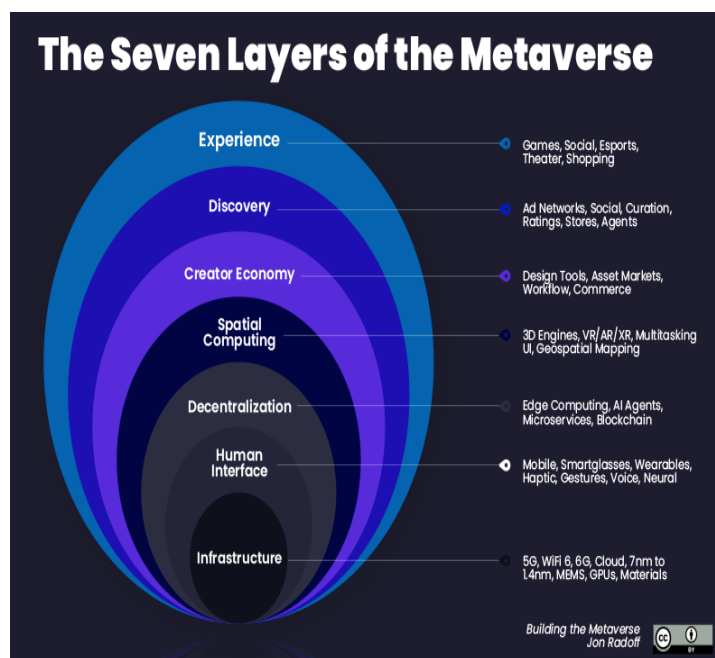 The Seven Layers of the Metaverse
Experience
Games, Social, Esports,
Theater, Shopping
Discovery
Ad Networks, Social, Curation,
Ratings, Stores, Agents
Creator Economy
Design Tools, Asset Markets,
Workflow, Commerce
Spatial
Computing
3D Engines, VR/AR/XR, Multitasking
UI, Geospatial Mapping
Decentralization
Edge Computing, AI Agents,
Microservices, Blockchain
Human
Interface
Mobile, Smartglasses, Wearables,
Haptic, Gestures, Voice, Neural
Infrastructure
5G, WiFi 6, 6G, Cloud, 7nm to
1.4nm, MEMS, GPUs, Materials
Building the Metaverse
Jon Radoff
cc
BY